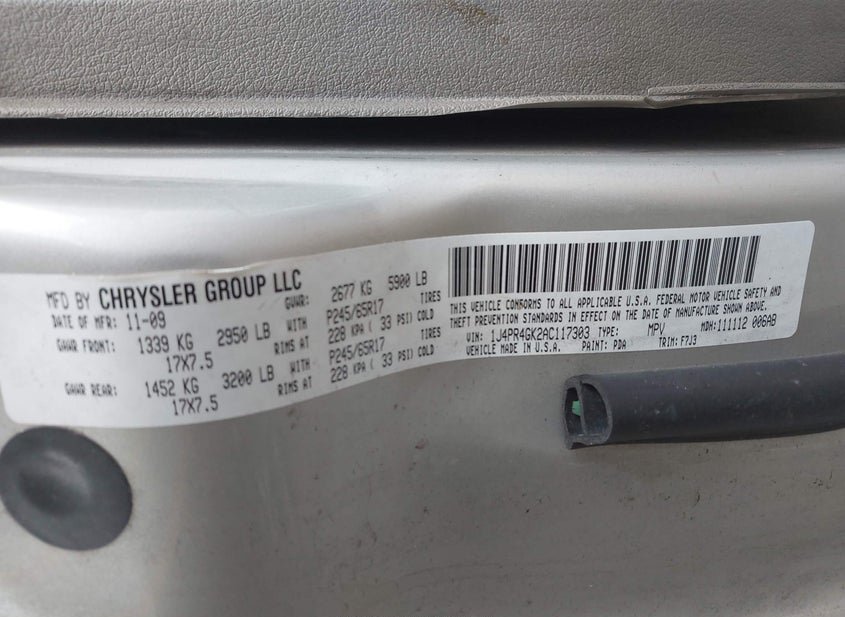 MFD BY CHRYSLER GROUP LLC
DATE OF MFR: 11-09 GVWR: 2677 KG 5900 LB
GAWR FRONT: 1339 KG 2950 LB WITH P245/65R17 TIRES
17X7.5 RIMS AT 228 KPA ( 33 PSI) COLD
GAWR REAR: 1452 KG 3200 LB WITH P245/65R17 TIRES
17X7.5 RIMS AT 228 KPA ( 33 PSI) COLD
THIS VEHICLE CONFORMS TO ALL APPLICABLE U.S.A. FEDERAL MOTOR VEHICLE SAFETY AND
THEFT PREVENTION STANDARDS IN EFFECT ON THE DATE OF MANUFACTURE SHOWN ABOVE.
VIN: 1J4PR4GK2AC117303 TYPE: MPV MDH:111112 006AB
VEHICLE MADE IN U.S.A. PAINT: PDA TRIM: F7J3